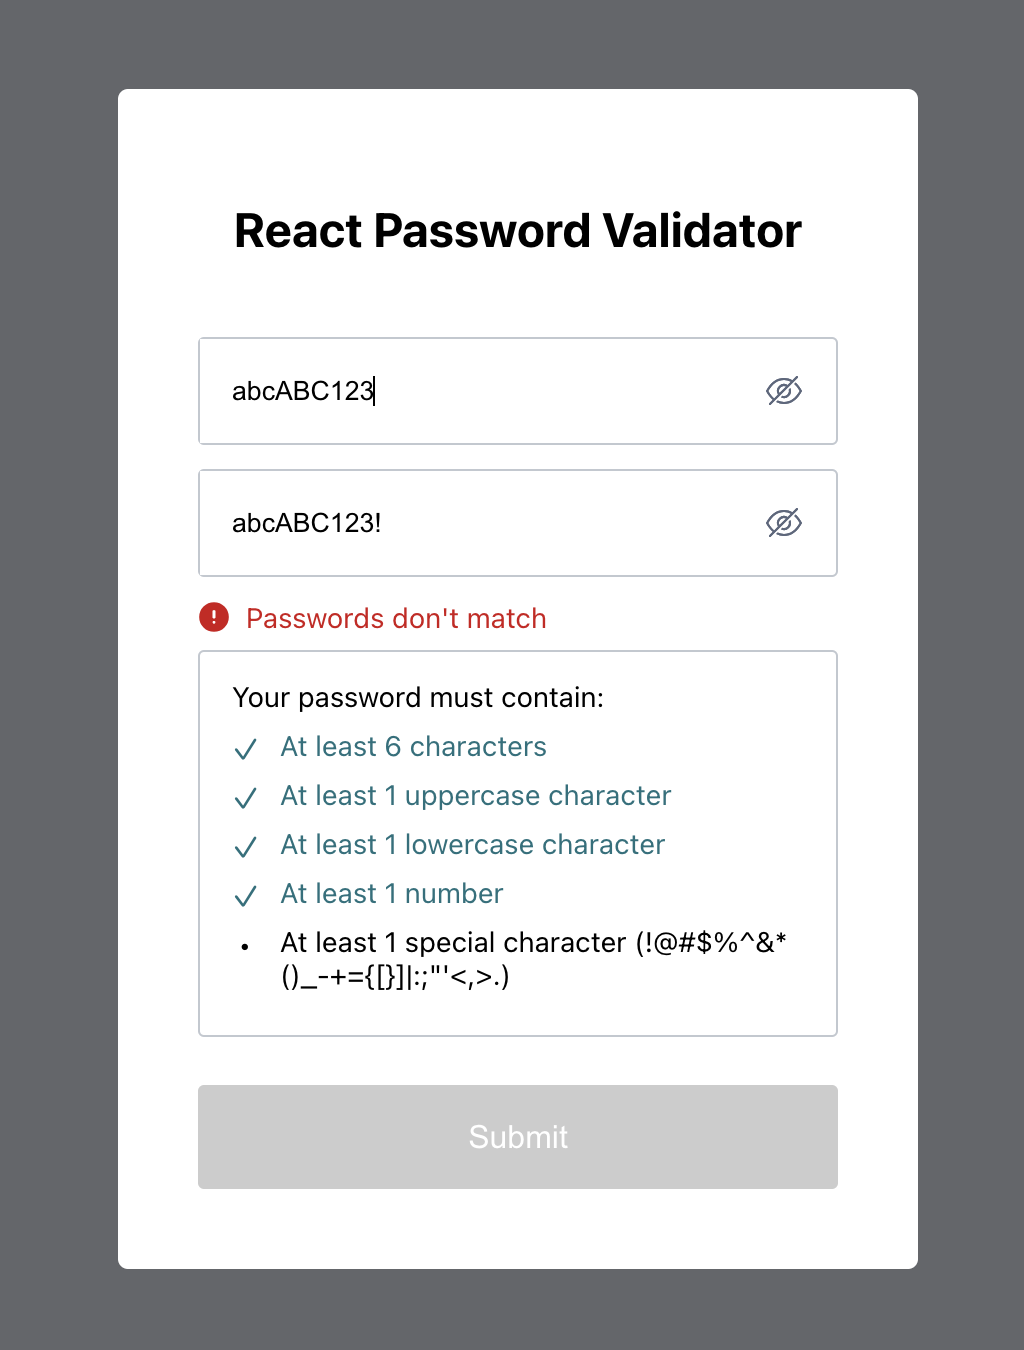 React Password Validator
abcABC123
abcABC123!
Passwords don't match
Your password must contain:
At least 6 characters
At least 1 uppercase character
At least 1 lowercase character
At least 1 number
At least 1 special character (!@#$%^&*
()_-+={[}]|:;"'<,>.)
Submit